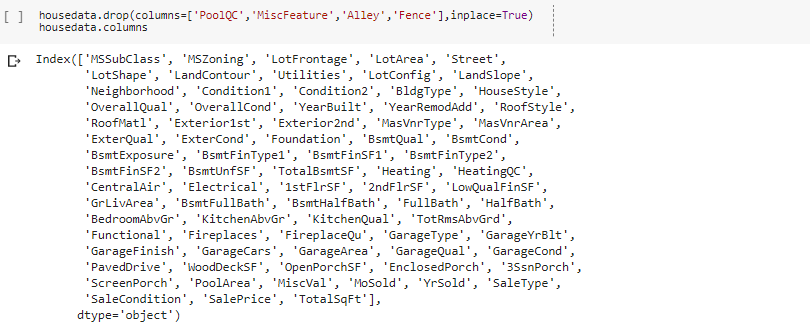 [ ] housedata.drop(columns=['PoolQC','MiscFeature','Alley','Fence'],inplace=True)
housedata.columns
Index(['MSSubClass', 'MSZoning', 'LotFrontage', 'LotArea', 'Street',
'LotShape', 'LandContour', 'Utilities', 'LotConfig', 'LandSlope',
'Neighborhood', 'Condition1', 'Condition2', 'BldgType', 'HouseStyle',
'OverallQual', 'OverallCond', 'YearBuilt', 'YearRemodAdd', 'RoofStyle',
'RoofMatl', 'Exterior1st', 'Exterior2nd', 'MasVnrType', 'MasVnrArea',
'ExterQual', 'ExterCond', 'Foundation', 'BsmtQual', 'BsmtCond',
'BsmtExposure', 'BsmtFinType1', 'BsmtFinSF1', 'BsmtFinType2',
'BsmtFinSF2', 'BsmtUnfSF', 'TotalBsmtSF', 'Heating', 'HeatingQC',
'CentralAir', 'Electrical', '1stFlrSF', '2ndFlrSF', 'LowQualFinSF',
'GrLivArea', 'BsmtFullBath', 'BsmtHalfBath', 'FullBath', 'HalfBath',
'BedroomAbvGr', 'KitchenAbvGr', 'KitchenQual', 'TotRmsAbvGrd',
'Functional', 'Fireplaces', 'FireplaceQu', 'GarageType', 'GarageYrBlt',
'GarageFinish', 'GarageCars', 'GarageArea', 'GarageQual', 'GarageCond',
'PavedDrive', 'WoodDeckSF', 'OpenPorchSF', 'EnclosedPorch', '3SsnPorch',
'ScreenPorch', 'PoolArea', 'MiscVal', 'MoSold', 'YrSold', 'SaleType',
'SaleCondition', 'SalePrice', 'TotalSqFt'],
dtype='object')